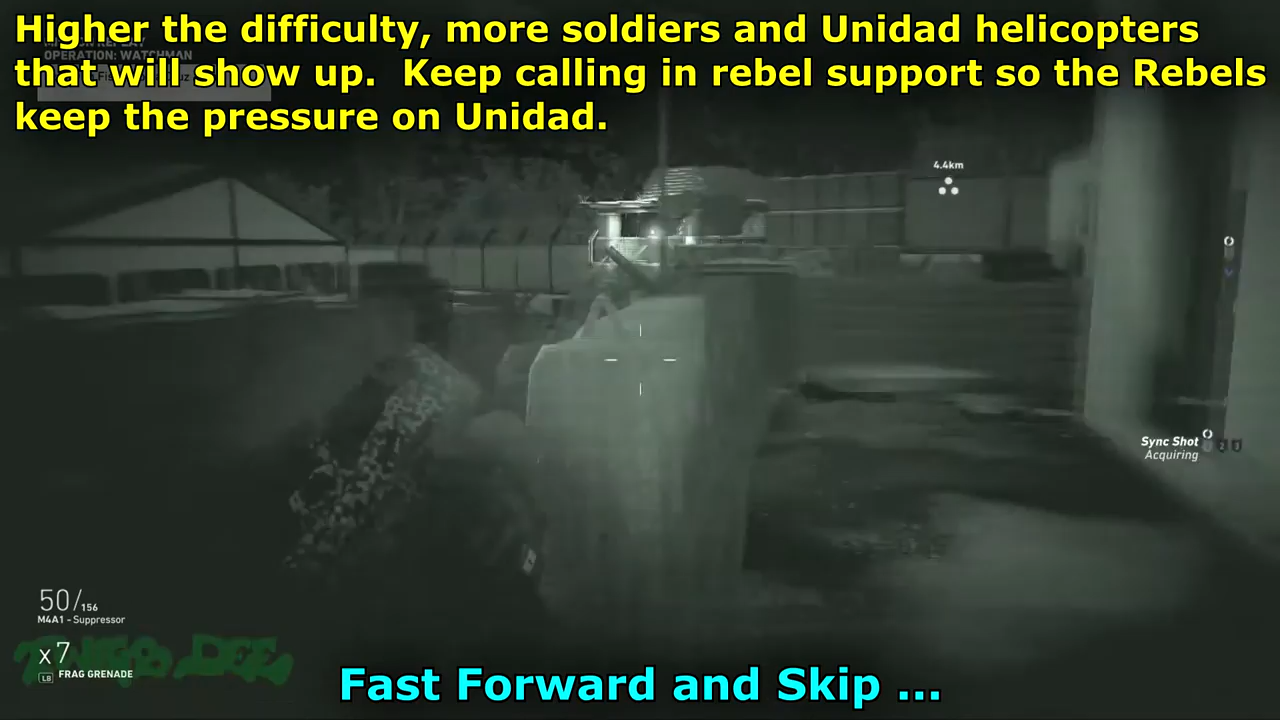 Higher the difficulty, more soldiers and Unidad helicopters
that will show up.  Keep calling in rebel support so the Rebels
keep the pressure on Unidad.
OPERATION: WATCHMAN
4.4km
Sync Shot
Acquiring
50/156
M4A1 - Suppressor
x7
LB FRAG GRENADE
Fast Forward and Skip ...